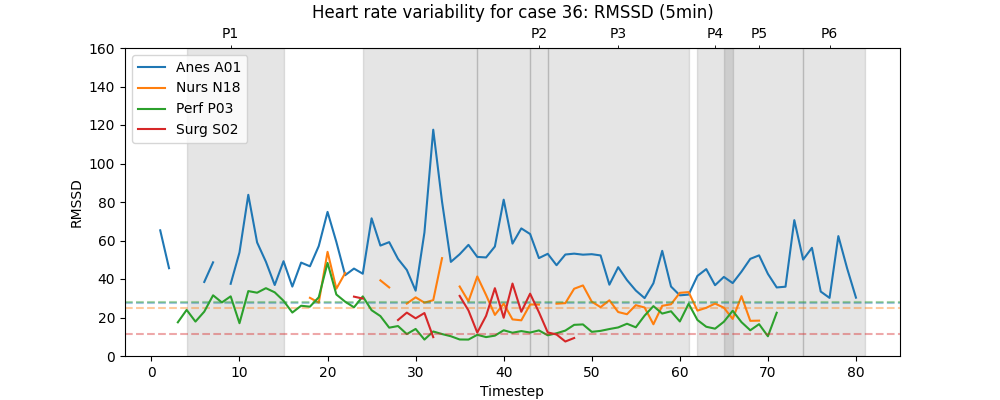 Heart rate variability for case 36: RMSSD (5min)
P1 P2 P3 P4 P5 P6
160
140
120
100
80
60
40
20
0
RMSSD
Anes A01
Nurs N18
Perf P03
Surg S02
0 10 20 30 40 50 60 70 80
Timestep